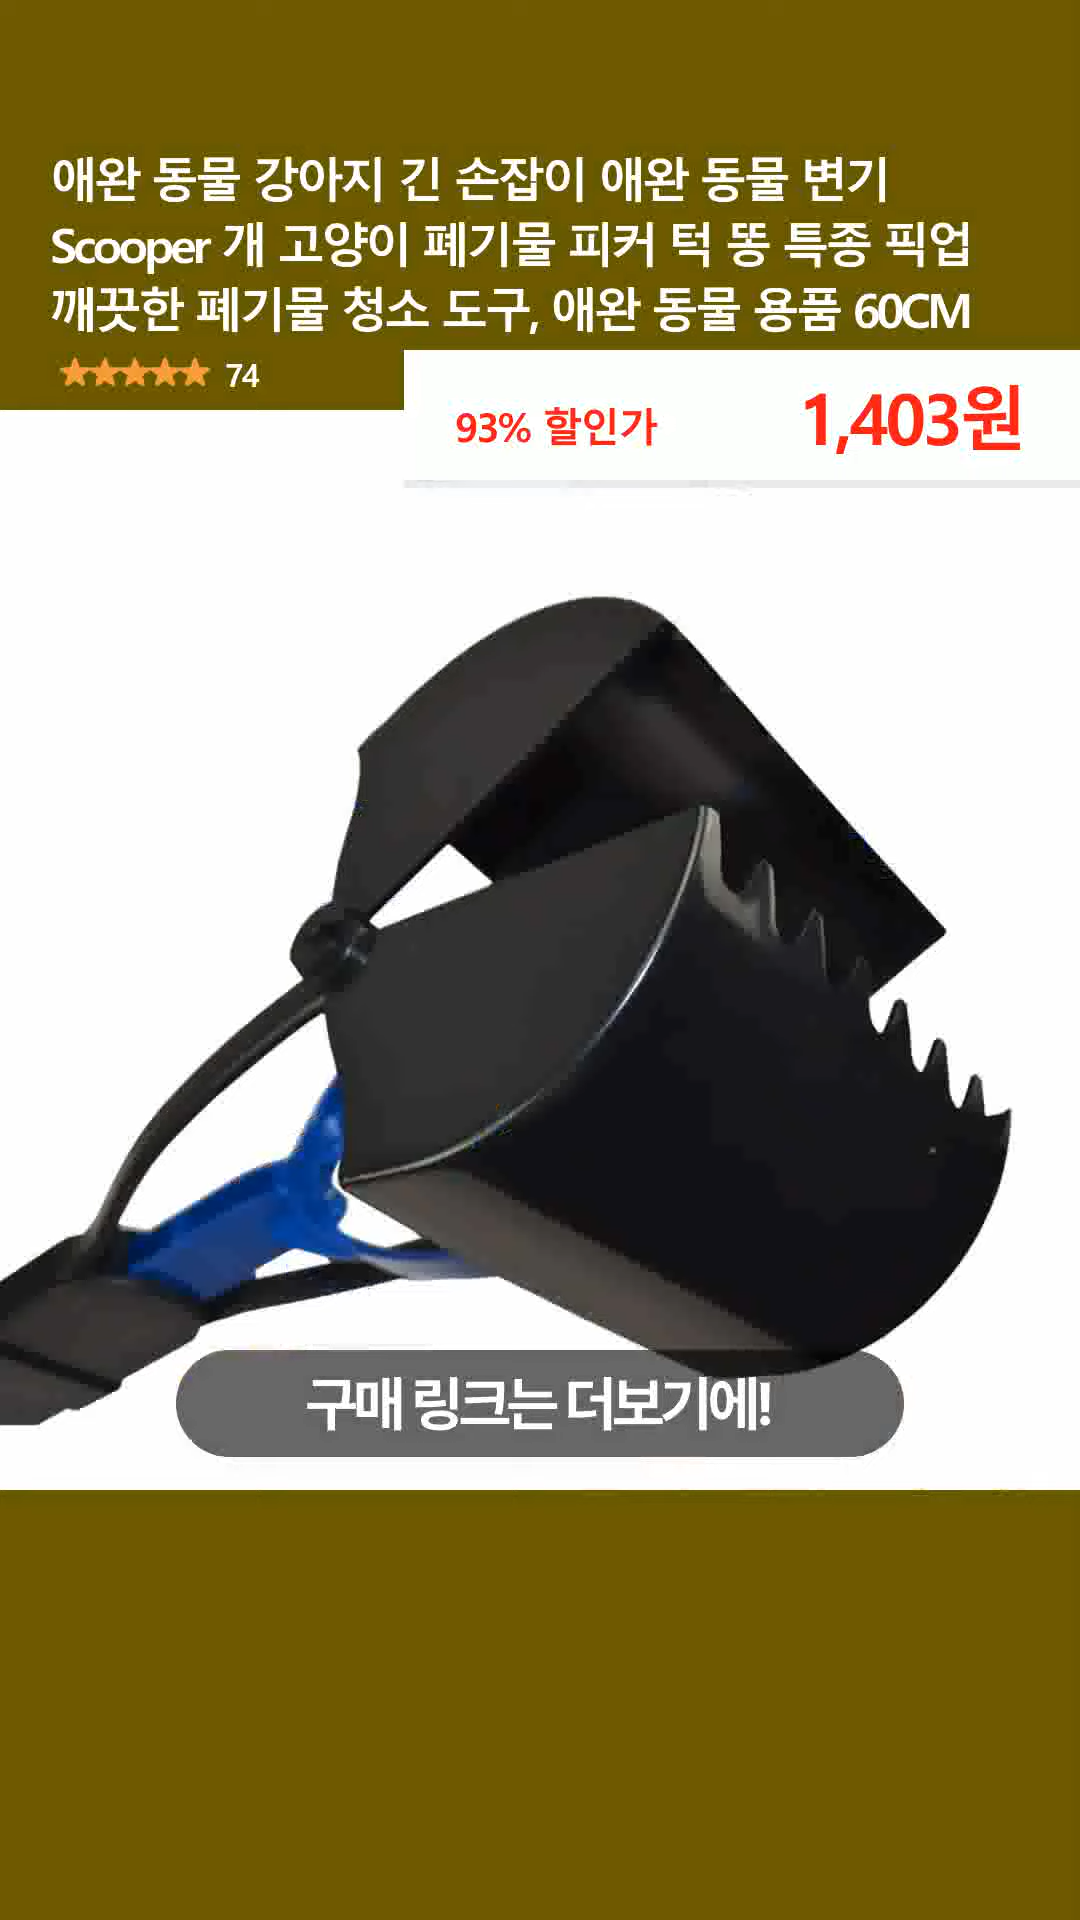 애완 동물 강아지 긴 손잡이 애완 동물 변기
Scooper 개 고양이 폐기물 피커 턱 똥 특종 픽업
깨끗한 폐기물 청소 도구, 애완 동물 용품 60CM
74
93% 할인가
1,403원
구매 링크는 더보기에!